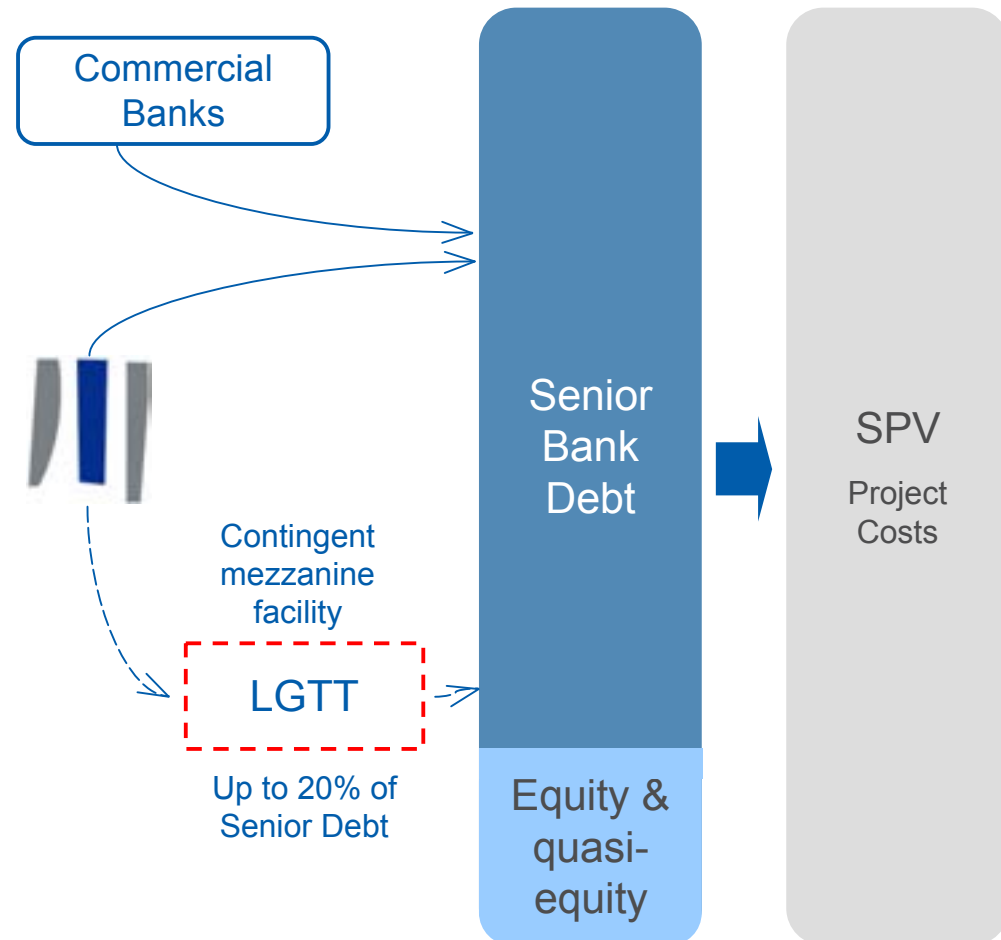 Commercial
Banks
Senior
Bank
Debt
SPV
Project
Costs
Contingent
mezzanine
facility
LGTT
Up to 20% of
Senior Debt
Equity &
quasi-
equity